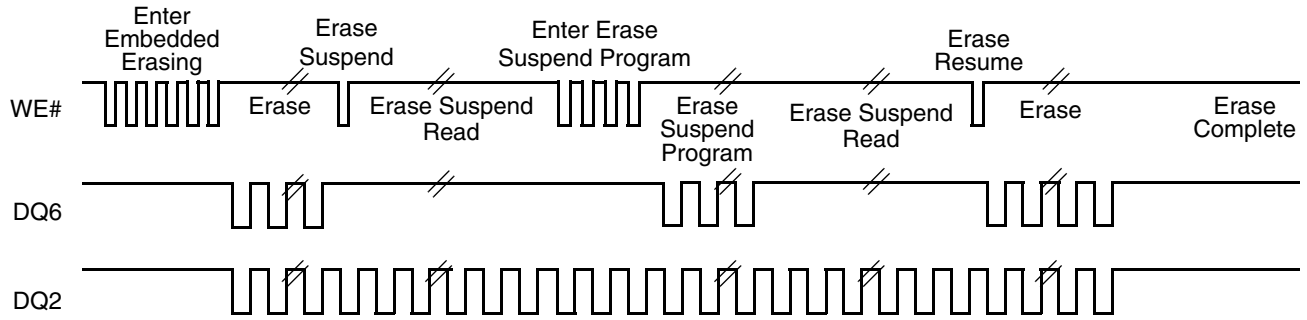 Enter
Embedded
Erasing
Erase
Suspend
Enter Erase
Suspend Program
Erase
Resume
WE#
Erase
Erase Suspend
Read
Erase
Suspend
Program
Erase Suspend
Read
Erase
Erase
Complete
DQ6
DQ2